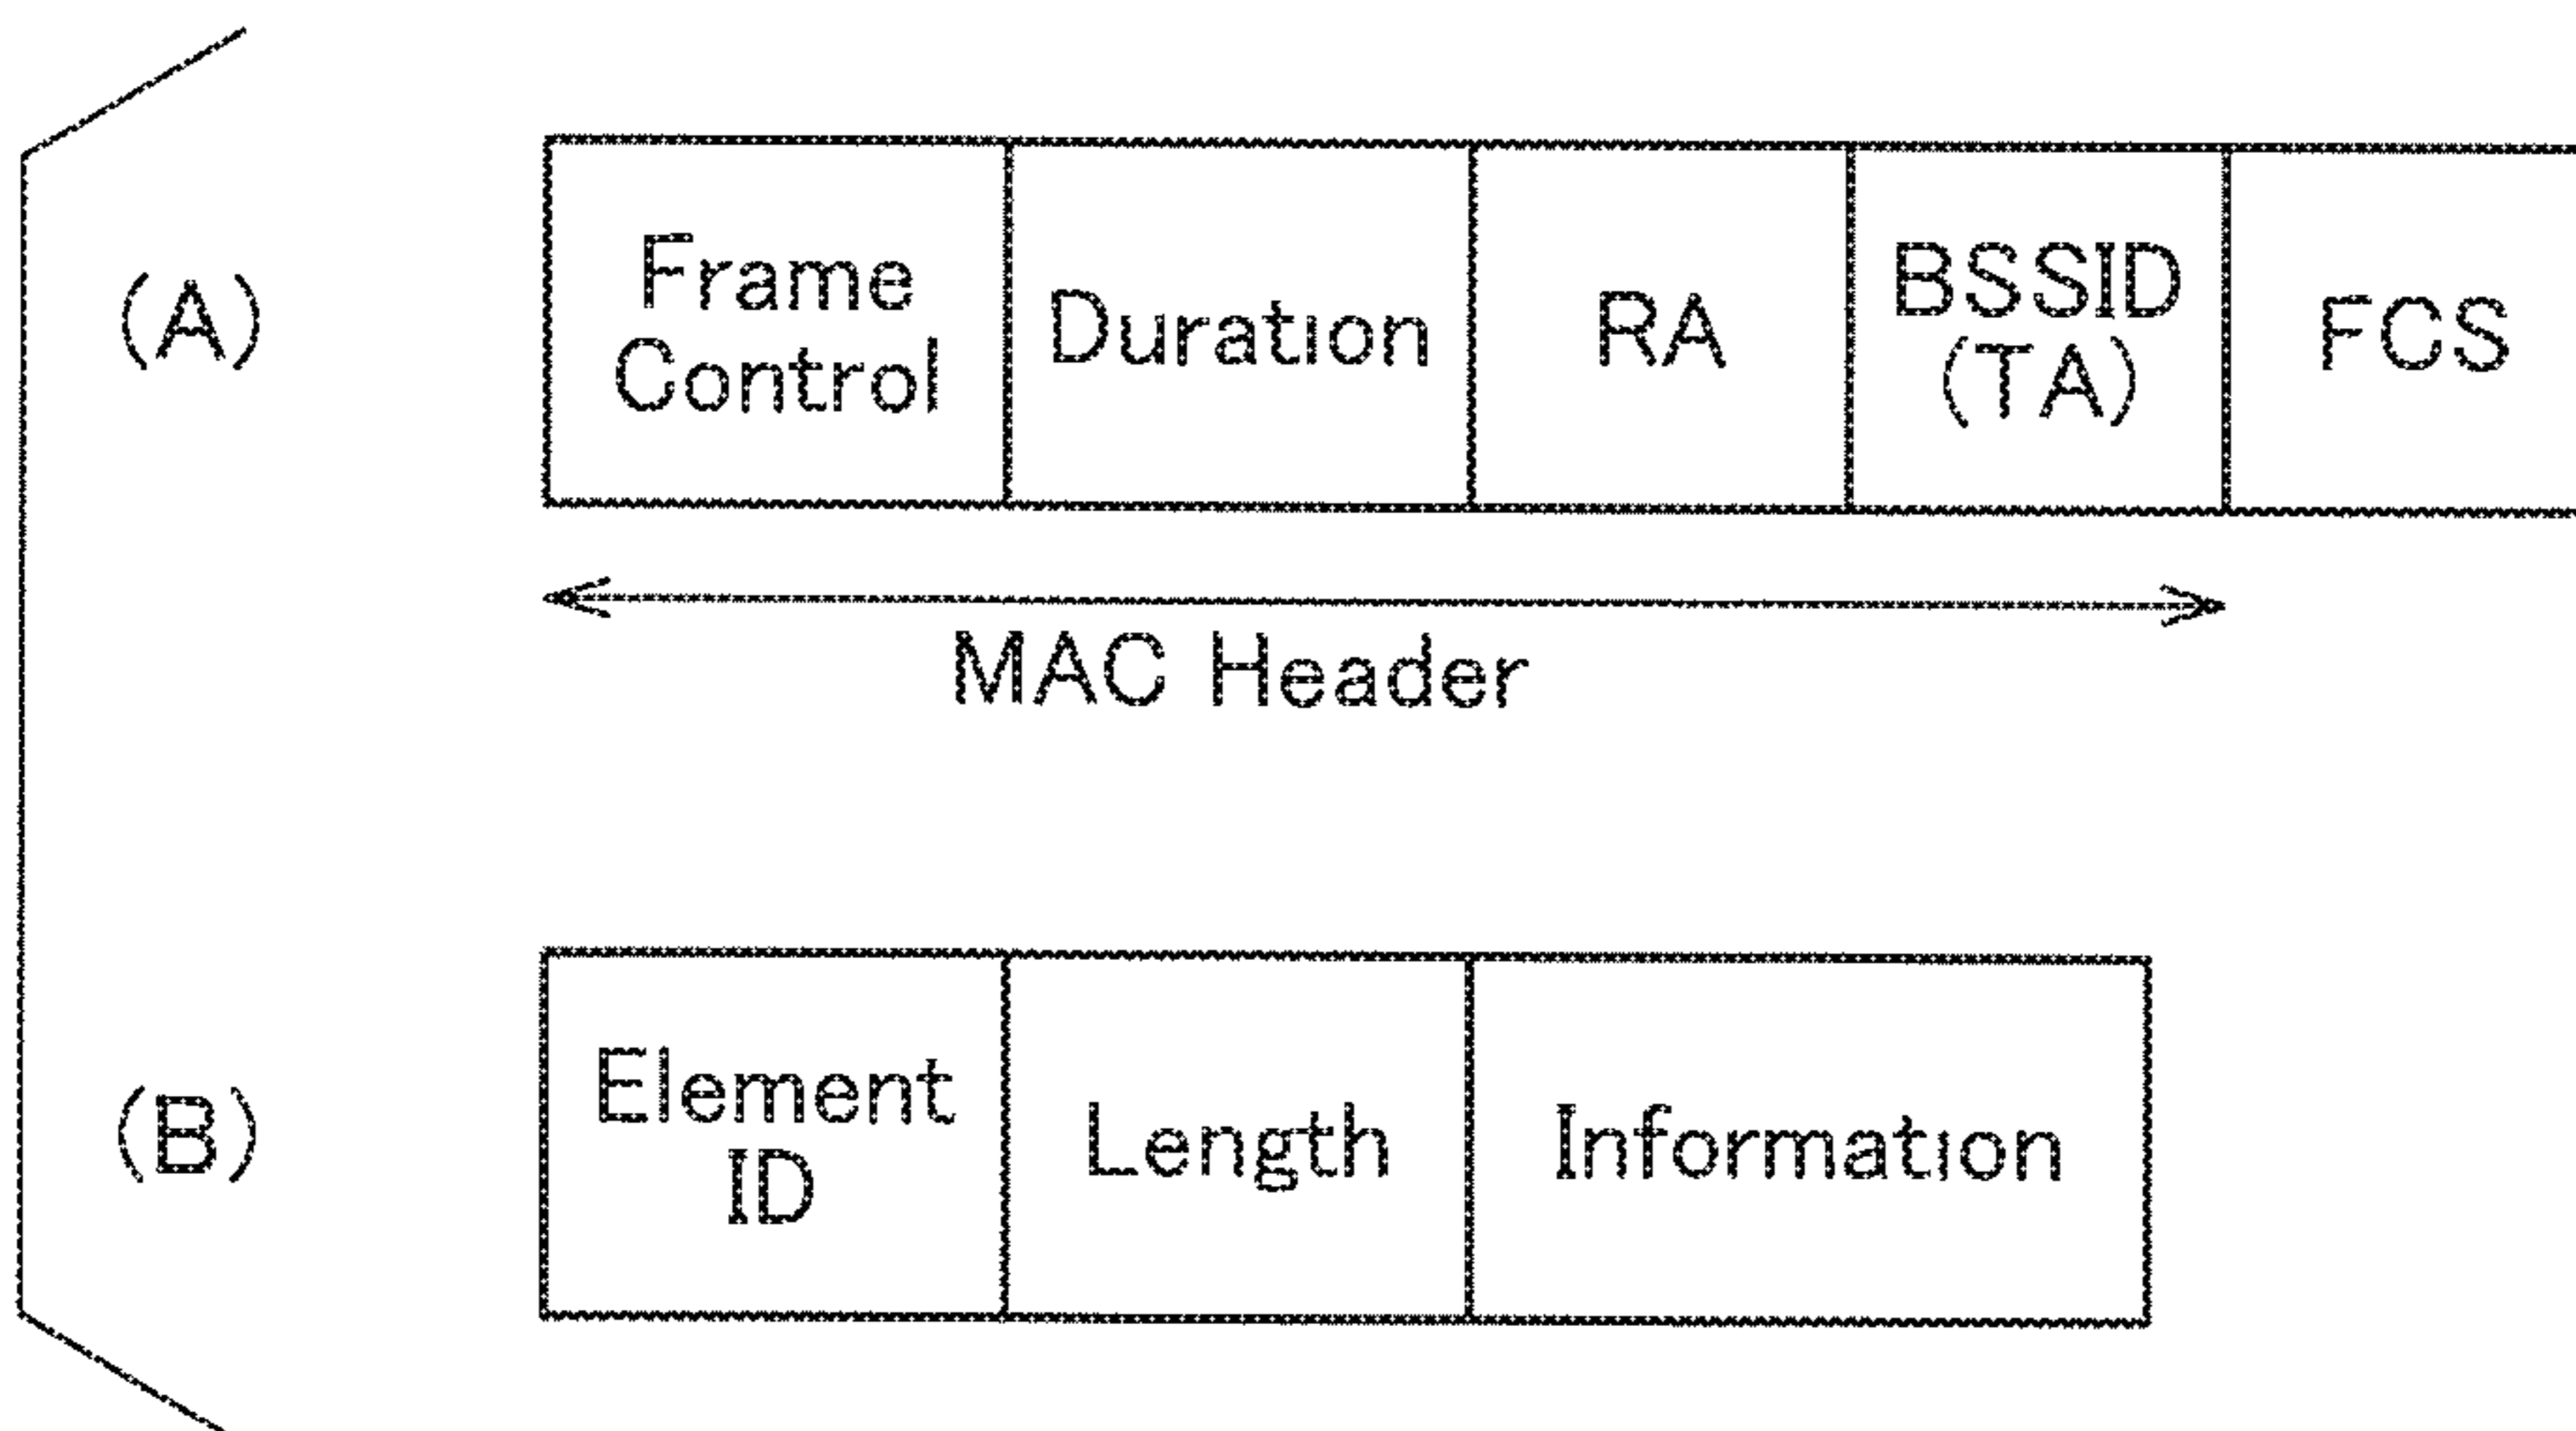 (A)
Frame
Control
Duration
RA
BSSID
(TA)
FCS
MAC Header
(B)
Element
ID
Length
Information